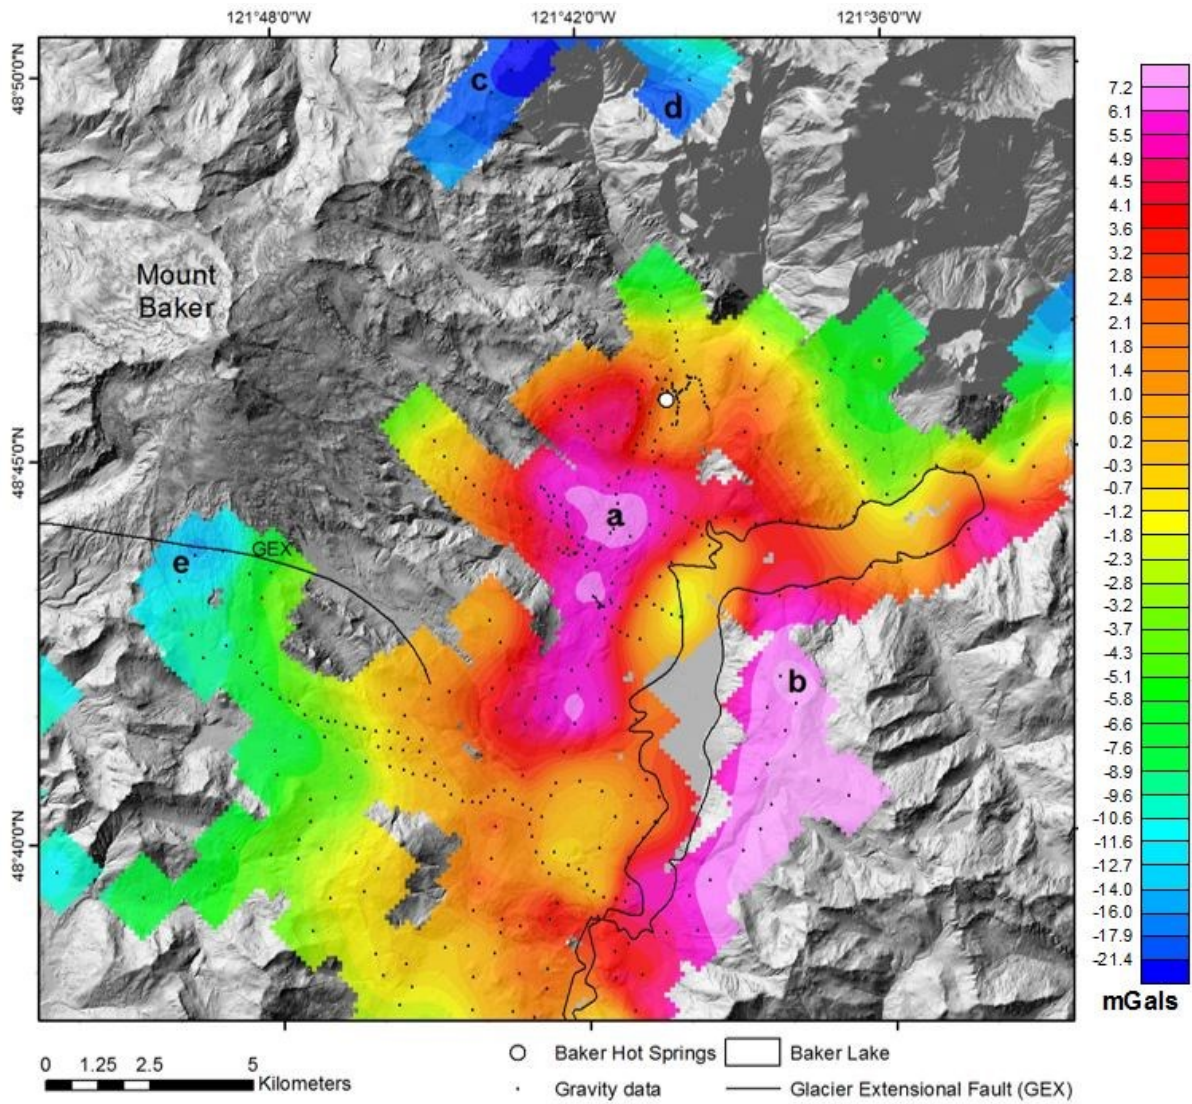 121°48'0"W 121°42'0"W 121°36'0"W
48°50'0"N
48°45'0"N
48°40'0"N
c
d
Mount
Baker
a
GEX
e
b
7.2
6.1
5.5
4.9
4.5
4.1
3.6
3.2
2.8
2.4
2.1
1.8
1.0
0.6
0.2
-0.3
-0.7
-1.2
-1.8
-2.3
-2.8
-3.2
-3.7
-4.3
-5.1
-5.8
-6.6
-7.6
-8.9
-9.6
-10.6
-11.6
-12.7
-14.0
-16.0
-17.9
-21.4
mGals
0 1.25 2.5 5
Kilometers
Baker Hot Springs
Baker Lake
Gravity data
Glacier Extensional Fault (GEX)